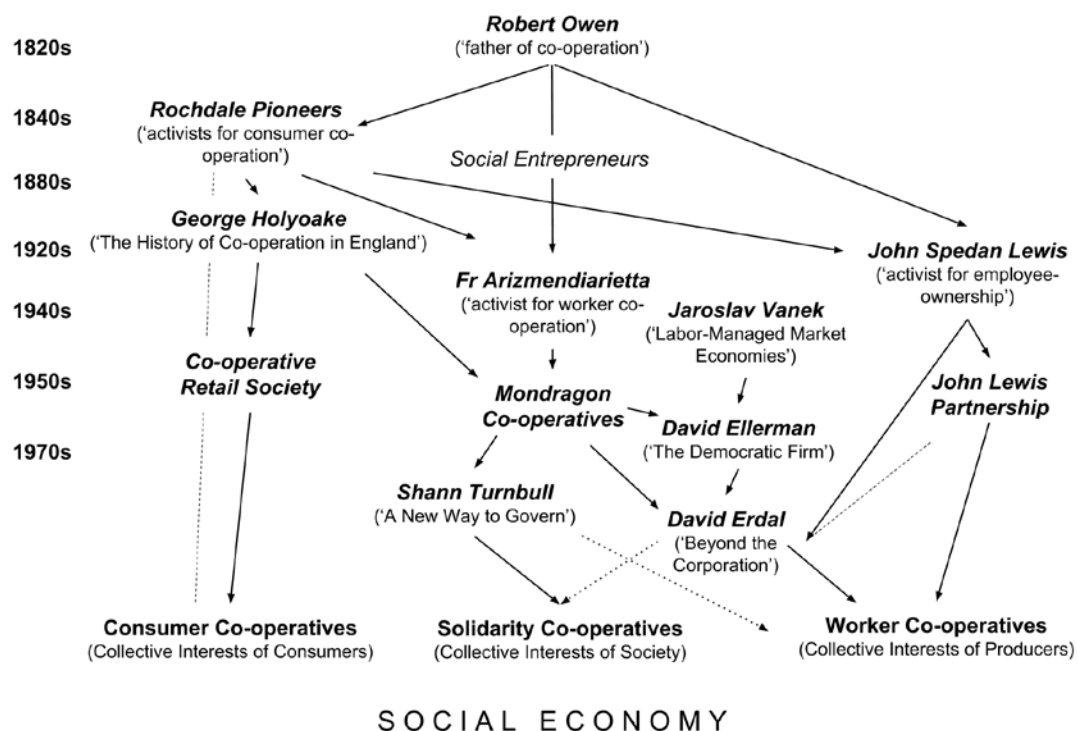 Robert Owen
(‘father of co-operation’)
1820s
1840s
1880s
1920s
1940s
1950s
1970s
Rochdale Pioneers
(‘activists for consumer co-
operation’)
Social Entrepreneurs
George Holyoake
(‘The History of Co-operation in England’)
John Spedan Lewis
(‘activist for employee-
ownership’)
Fr Arizmendiarietta
(‘activist for worker co-
operation’)
Jaroslav Vanek
(‘Labor-Managed Market
Economies’)
Co-operative
Retail Society
Mondragon
Co-operatives
John Lewis
Partnership
David Ellerman
(‘The Democratic Firm’)
Shann Turnbull
(‘A New Way to Govern’)
David Erdal
(‘Beyond the
Corporation’)
Consumer Co-operatives
(Collective Interests of Consumers)
Solidarity Co-operatives
(Collective Interests of Society)
Worker Co-operatives
(Collective Interests of Producers)
SOCIAL ECONOMY